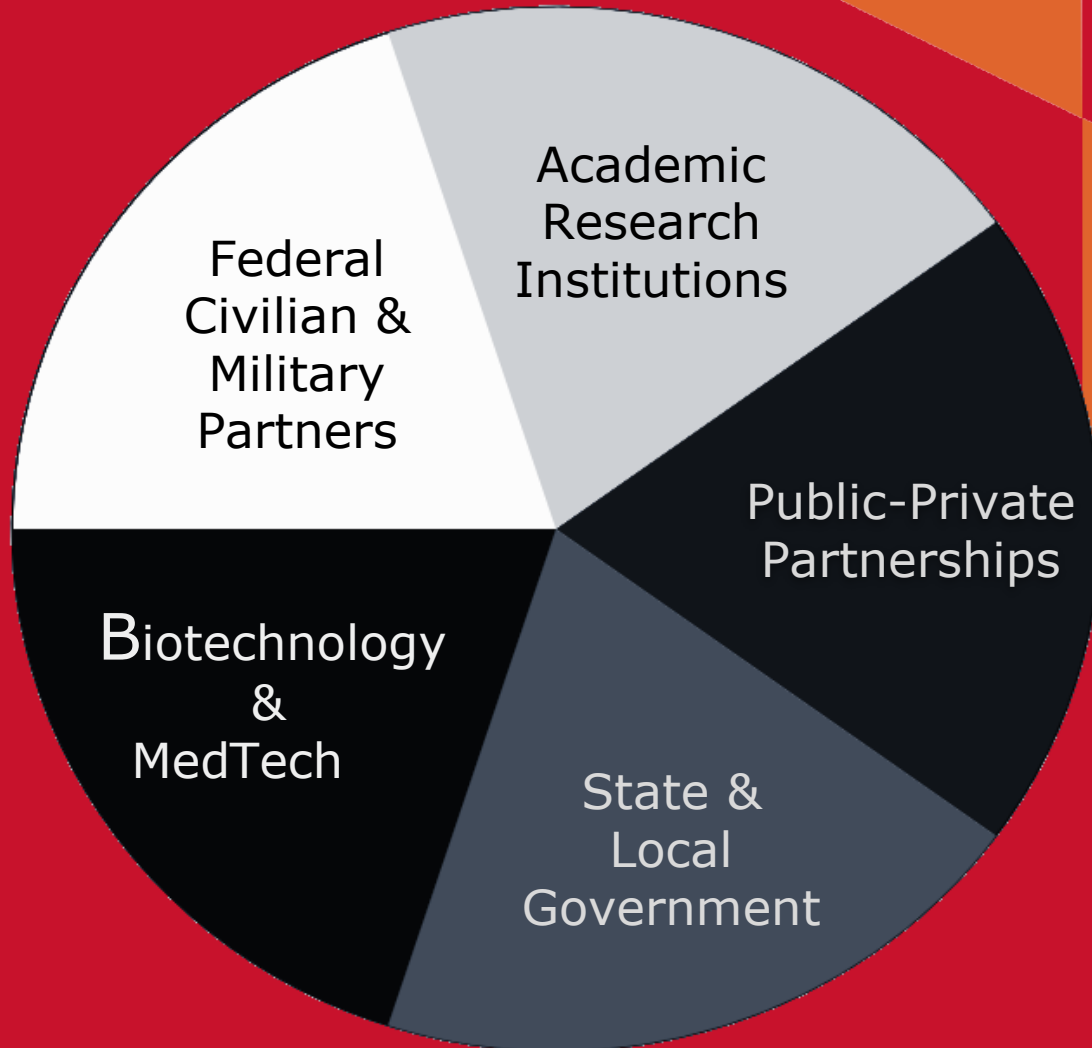 Academic
Research
Institutions
Federal
Civilian &
Military
Partners
Public-Private
Partnerships
Biotechnology
&
MedTech
State &
Local
Government